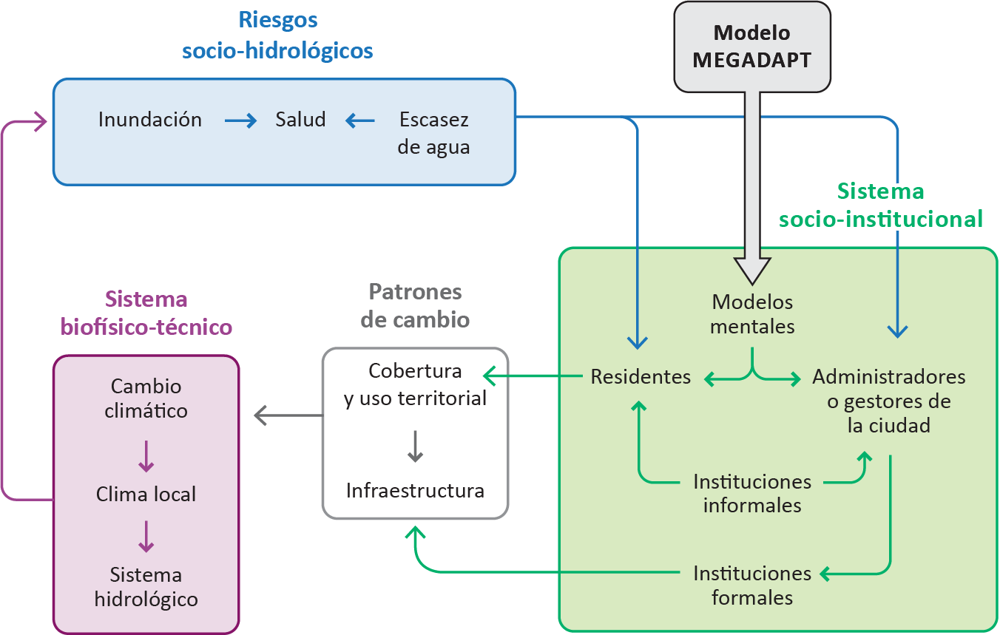 Riesgos
socio-hidrológicos
Inundación
Salud
Escasez
de agua
Modelo
MEGADAPT
Sistema
socio-institucional
Modelos
mentales
Residentes
Administradores
o gestores de
la ciudad
Instituciones
informales
Instituciones
formales
Patrones
de cambio
Cobertura
y uso territorial
Infraestructura
Sistema
biofísico-técnico
Cambio
climático
Clima local
Sistema
hidrológico